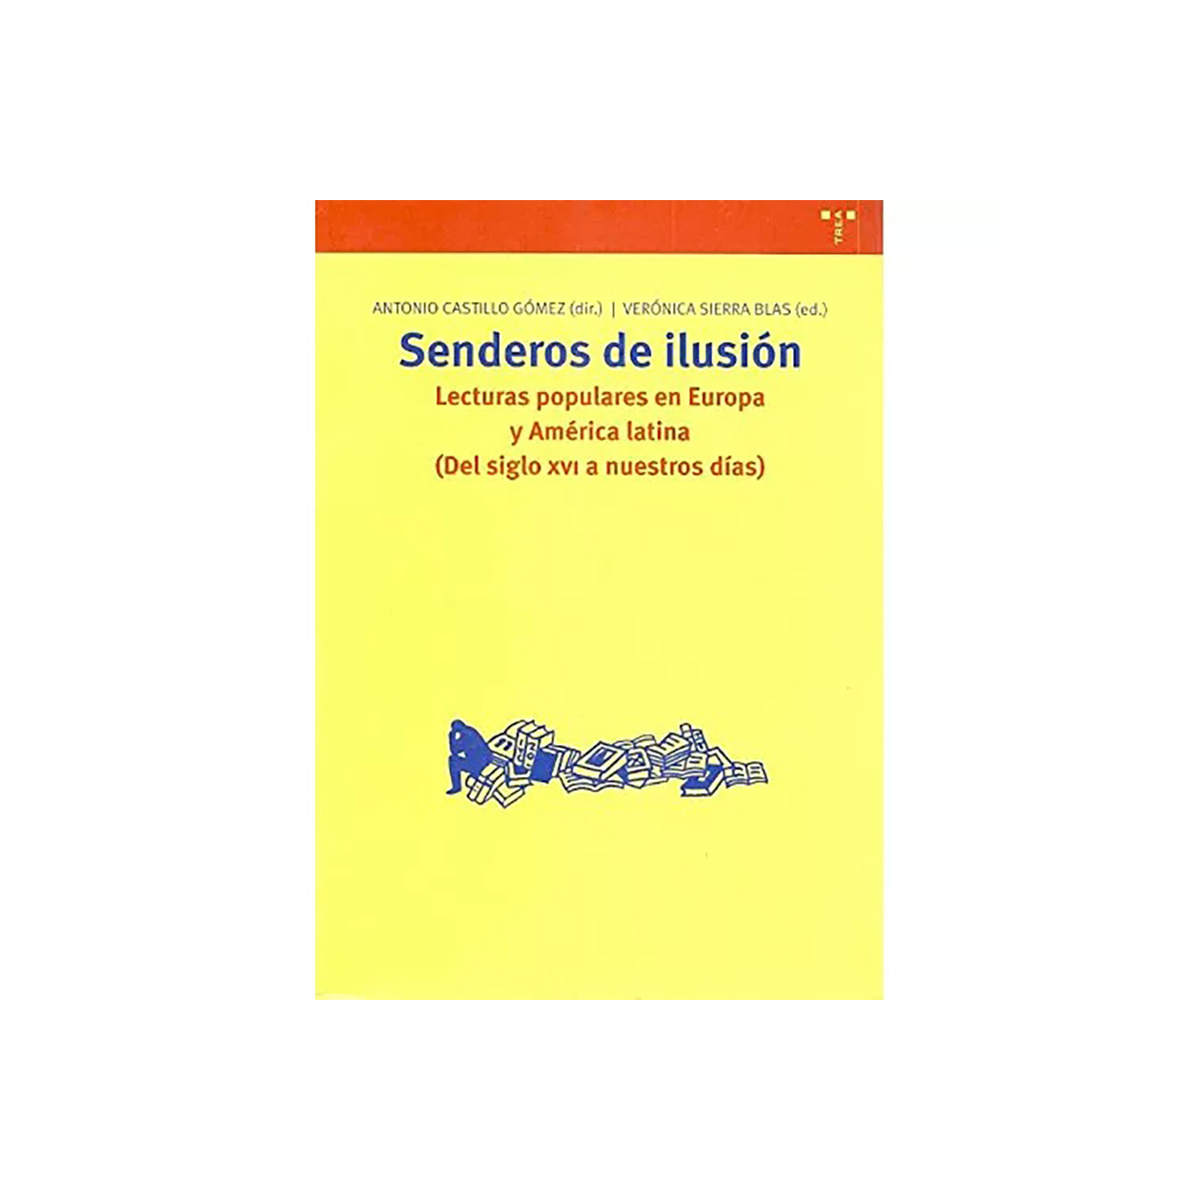 TREA
ANTONIO CASTILLO GÓMEZ (dir.) | VERÓNICA SIERRA BLAS (ed.)
Senderos de ilusión
Lecturas populares en Europa
y América latina
(Del siglo XVI a nuestros días)